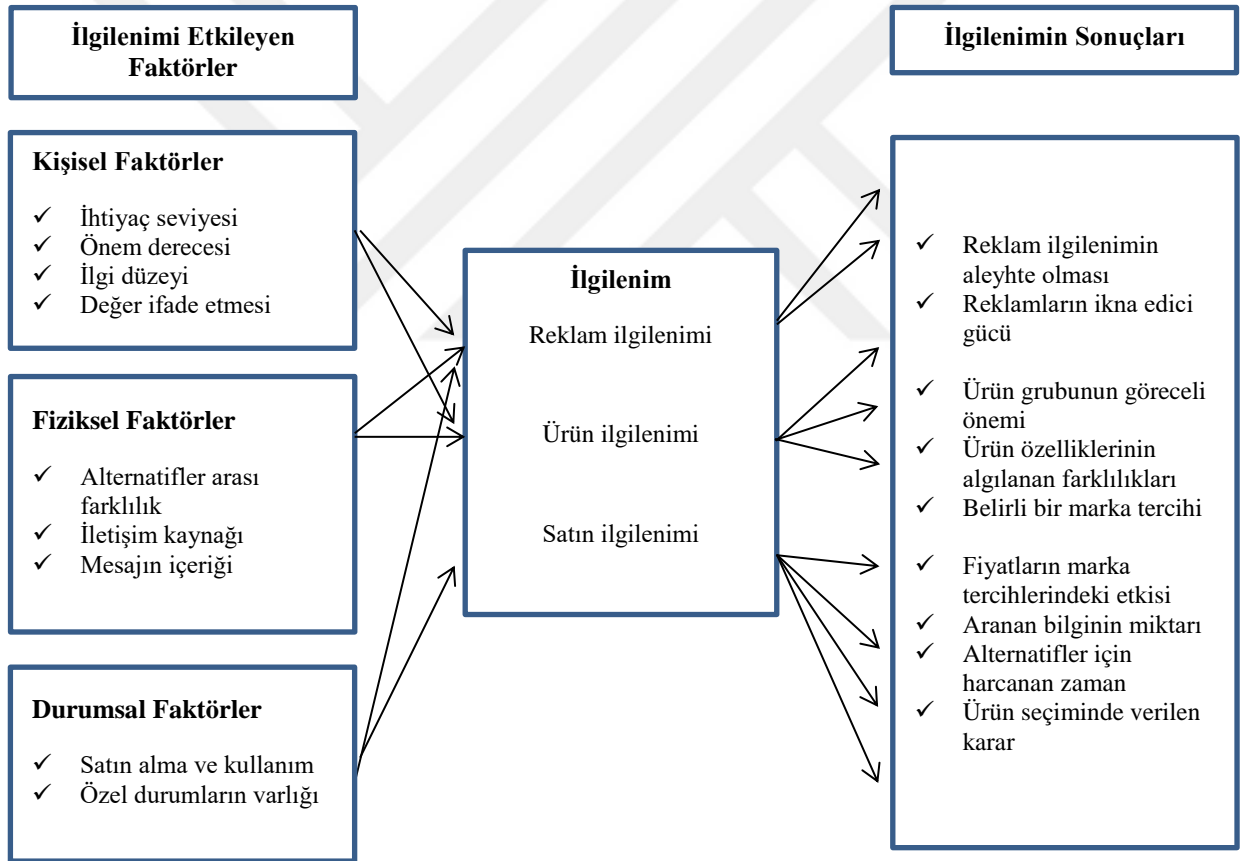 İlgilenimi Etkileyen
Faktörler
Kişisel Faktörler
✓ İhtiyaç seviyesi
✓ Önem derecesi
✓ İlgi düzeyi
✓ Değer ifade etmesi
Fiziksel Faktörler
✓ Alternatifler arası
farklılık
✓ İletişim kaynağı
✓ Mesajın içeriği
Durumsal Faktörler
✓ Satın alma ve kullanım
✓ Özel durumların varlığı
İlgilenim
Reklam ilgilenimi
Ürün ilgilenimi
Satın ilgilenimi
İlgilenimin Sonuçları
✓ Reklam ilgilenimin
aleyhte olması
✓ Reklamların ikna edici
gücü
✓ Ürün grubunun göreceli
önemi
✓ Ürün özelliklerinin
algılanan farklılıkları
✓ Belirli bir marka tercihi
✓ Fiyatların marka
tercihlerindeki etkisi
✓ Aranan bilginin miktarı
✓ Alternatifler için
harcanan zaman
✓ Ürün seçiminde verilen
karar